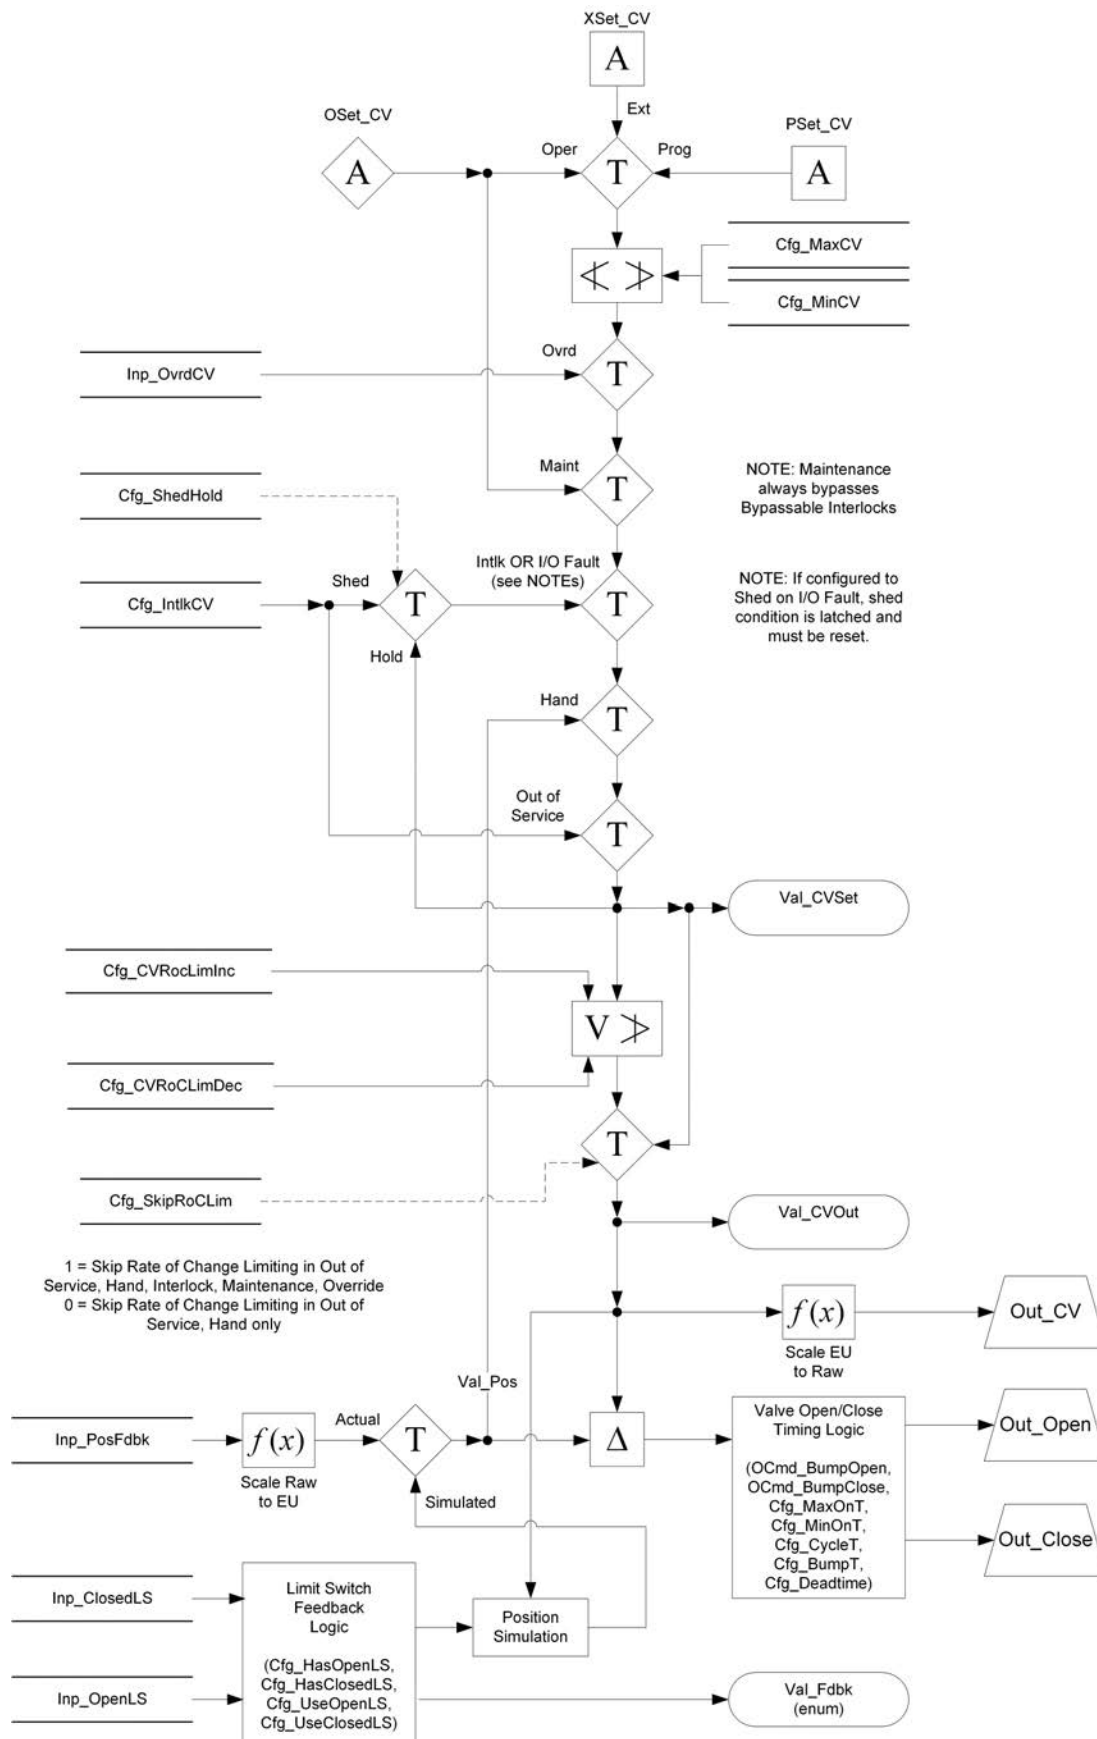 XSet_CV
A
Ext
OSet_CV
PSet_CV
Oper
Prog
A
T
A
Cfg_MaxCV
Cfg_MinCV
Ovrd
Inp_OvrdCV
T
Maint
Cfg_ShedHold
T
NOTE: Maintenance
always bypasses
Bypassable Interlocks
Intlk OR I/O Fault
(see NOTEs)
Shed
Cfg_IntlkCV
T
T
NOTE: If configured to
Shed on I/O Fault, shed
condition is latched and
must be reset.
Hold
Hand
T
Out of
Service
T
Val_CVSet
Cfg_CVRocLimInc
V
Cfg_CVRoCLimDec
T
Cfg_SkipRoCLim
Val_CVOut
1 = Skip Rate of Change Limiting in Out of
Service, Hand, Interlock, Maintenance, Override
0 = Skip Rate of Change Limiting in Out of
Service, Hand only
f(x)
Out_CV
Scale EU
to Raw
Val_Pos
Inp_PosFdbk
f(x)
Actual
T
Δ
Scale Raw
to EU
Simulated
Valve Open/Close
Timing Logic
(OCmd_BumpOpen,
OCmd_BumpClose,
Cfg_MaxOnT,
Cfg_MinOnT,
Cfg_CycleT,
Cfg_BumpT,
Cfg_Deadtime)
Out_Open
Out_Close
Inp_ClosedLS
Inp_OpenLS
Limit Switch
Feedback
Logic
(Cfg_HasOpenLS,
Cfg_HasClosedLS,
Cfg_UseOpenLS,
Cfg_UseClosedLS)
Position
Simulation
Val_Fdbk
(enum)